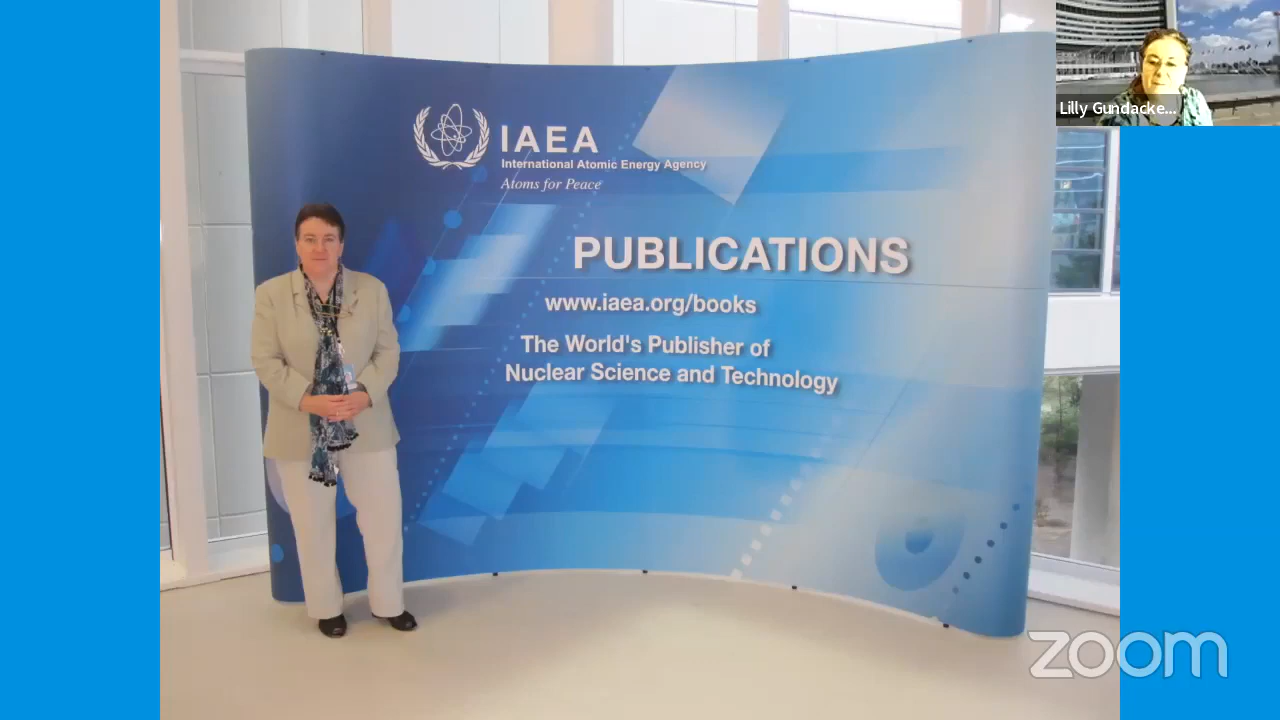 Lilly Gundacke...
IAEA
International Atomic Energy Agency
Atoms for Peace
PUBLICATIONS
www.iaea.org/books
The World's Publisher of
Nuclear Science and Technology
zoom